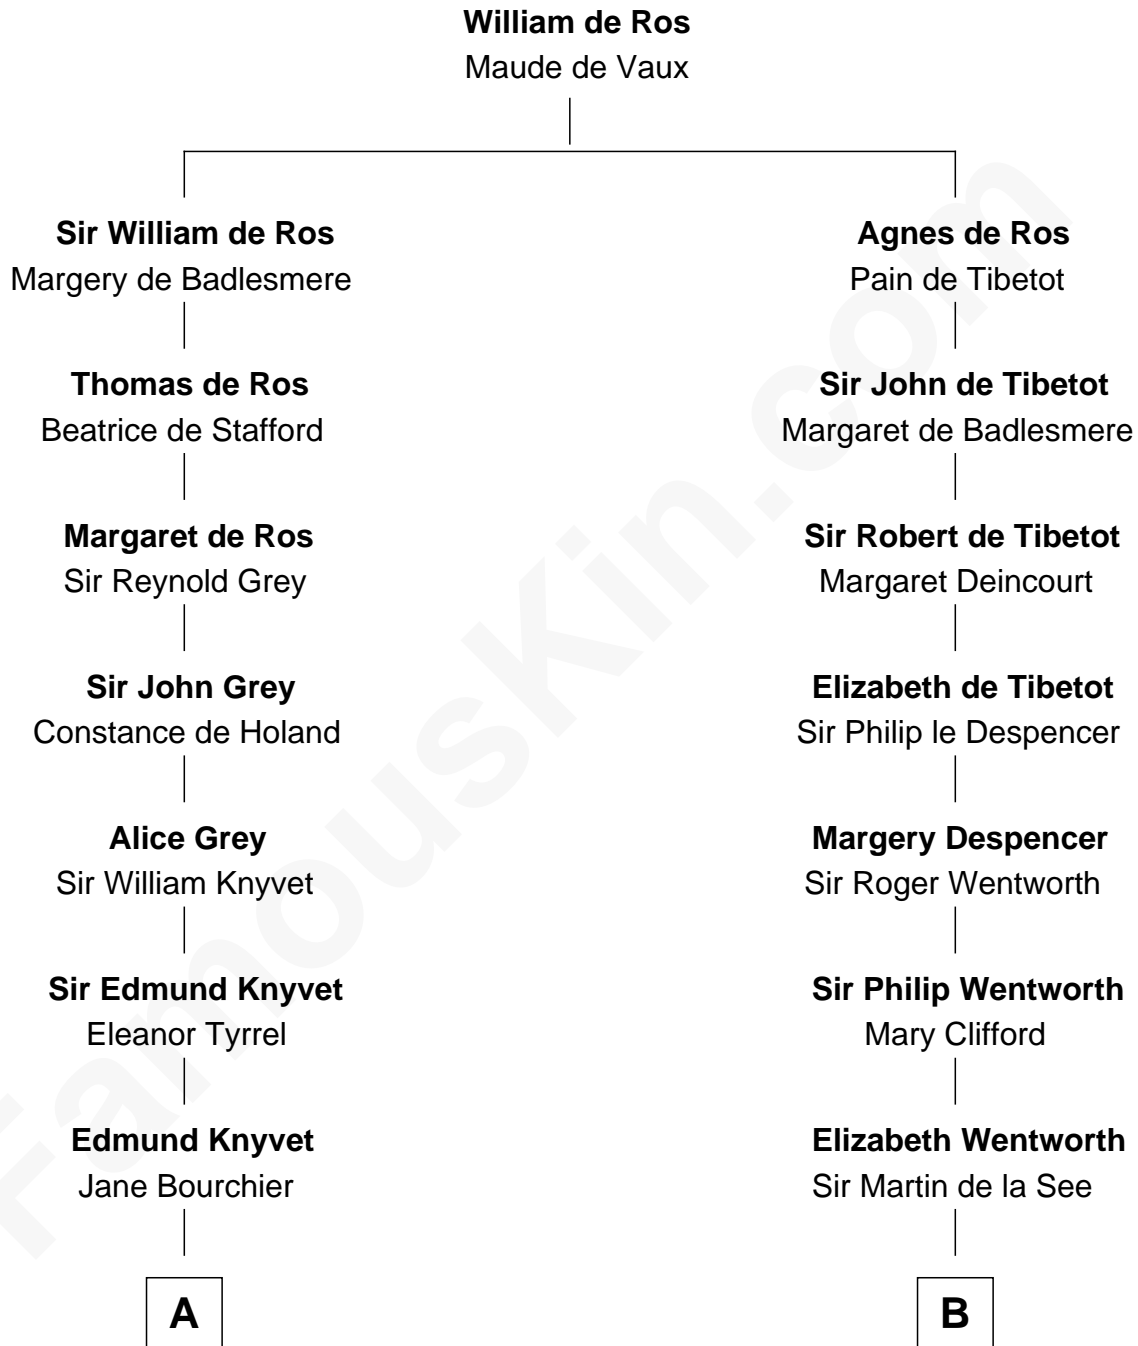 William de Ros
Maude de Vaux
Sir William de Ros
Margery de Badlesmere
Agnes de Ros
Pain de Tibetot
Thomas de Ros
Beatrice de Stafford
Sir John de Tibetot
Margaret de Badlesmere
Margaret de Ros
Sir Reynold Grey
Sir Robert de Tibetot
Margaret Deincourt
Sir John Grey
Constance de Holand
Elizabeth de Tibetot
Sir Philip le Despencer
Alice Grey
Sir William Knyvet
Margery Despencer
Sir Roger Wentworth
Sir Edmund Knyvet
Eleanor Tyrrel
Sir Philip Wentworth
Mary Clifford
Edmund Knyvet
Jane Bourchier
Elizabeth Wentworth
Sir Martin de la See
A
B
FamousKin.com